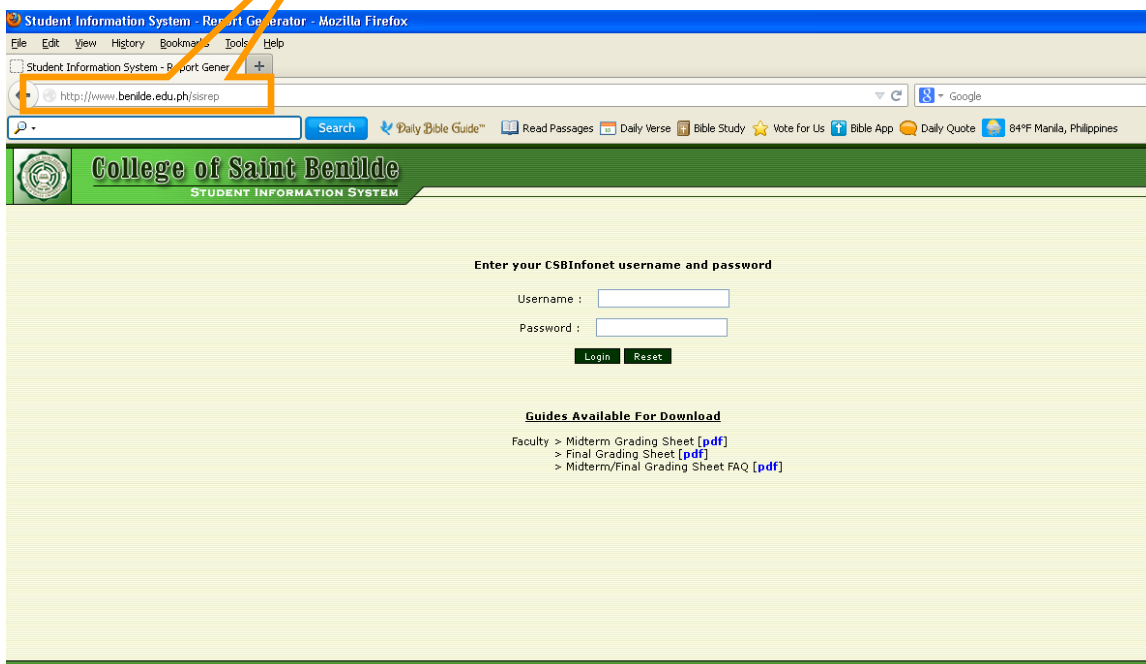 Student Information System - Report Generator - Mozilla Firefox
File Edit View History Bookmarks Tools Help
Student Information System - Report Gener... +
http://www.benilde.edu.ph/sisrep
Google
Search Daily Bible Guide™ Read Passages Daily Verse Bible Study Vote for Us Bible App Daily Quote 84°F Manila, Philippines
College of Saint Benilde
STUDENT INFORMATION SYSTEM
Enter your CSBInfonet username and password
Username :
Password :
Login Reset
Guides Available For Download
Faculty > Midterm Grading Sheet [pdf]
> Final Grading Sheet [pdf]
> Midterm/Final Grading Sheet FAQ [pdf]